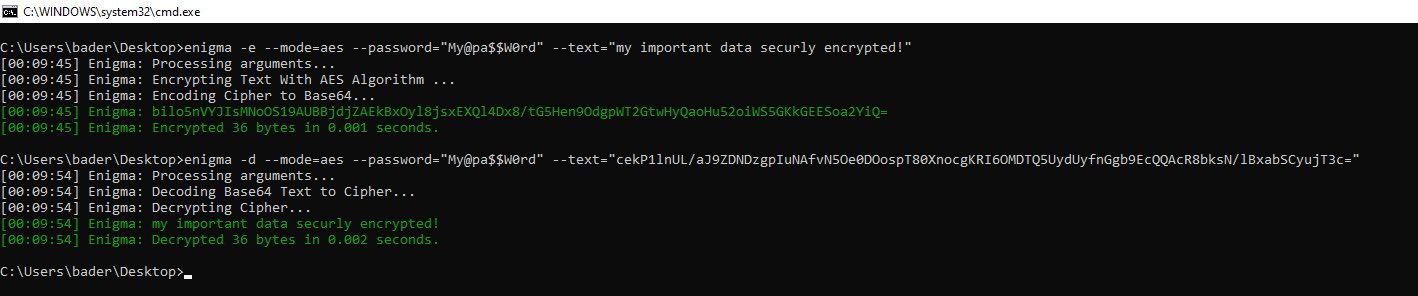 C:\WINDOWS\system32\cmd.exe
C:\Users\bader\Desktop>enigma -e --mode=aes --password="My@pa$$W0rd" --text="my important data securly encrypted!"
[00:09:45] Enigma: Processing arguments...
[00:09:45] Enigma: Encrypting Text With AES Algorithm ...
[00:09:45] Enigma: Encoding Cipher to Base64...
[00:09:45] Enigma: bilo5nVYJIsMNoOS19AUBBjdjZAEkBxOyl8jsxEXQl4Dx8/tG5Hen9OdgpWT2GtwHyQaoHu52oiWS5GKkGEESoa2YiQ=
[00:09:45] Enigma: Encrypted 36 bytes in 0.001 seconds.
C:\Users\bader\Desktop>enigma -d --mode=aes --password="My@pa$$W0rd" --text="cekP1lnUL/aJ9ZDNDzgpIuNAfvN5Oe0DOospT80XnocgKRI6OMDTQ5UydUyfnGgb9EcQQAcR8bksN/lBxabSCyujT3c="
[00:09:54] Enigma: Processing arguments...
[00:09:54] Enigma: Decoding Base64 Text to Cipher...
[00:09:54] Enigma: Decrypting Cipher...
[00:09:54] Enigma: my important data securly encrypted!
[00:09:54] Enigma: Decrypted 36 bytes in 0.002 seconds.
C:\Users\bader\Desktop>